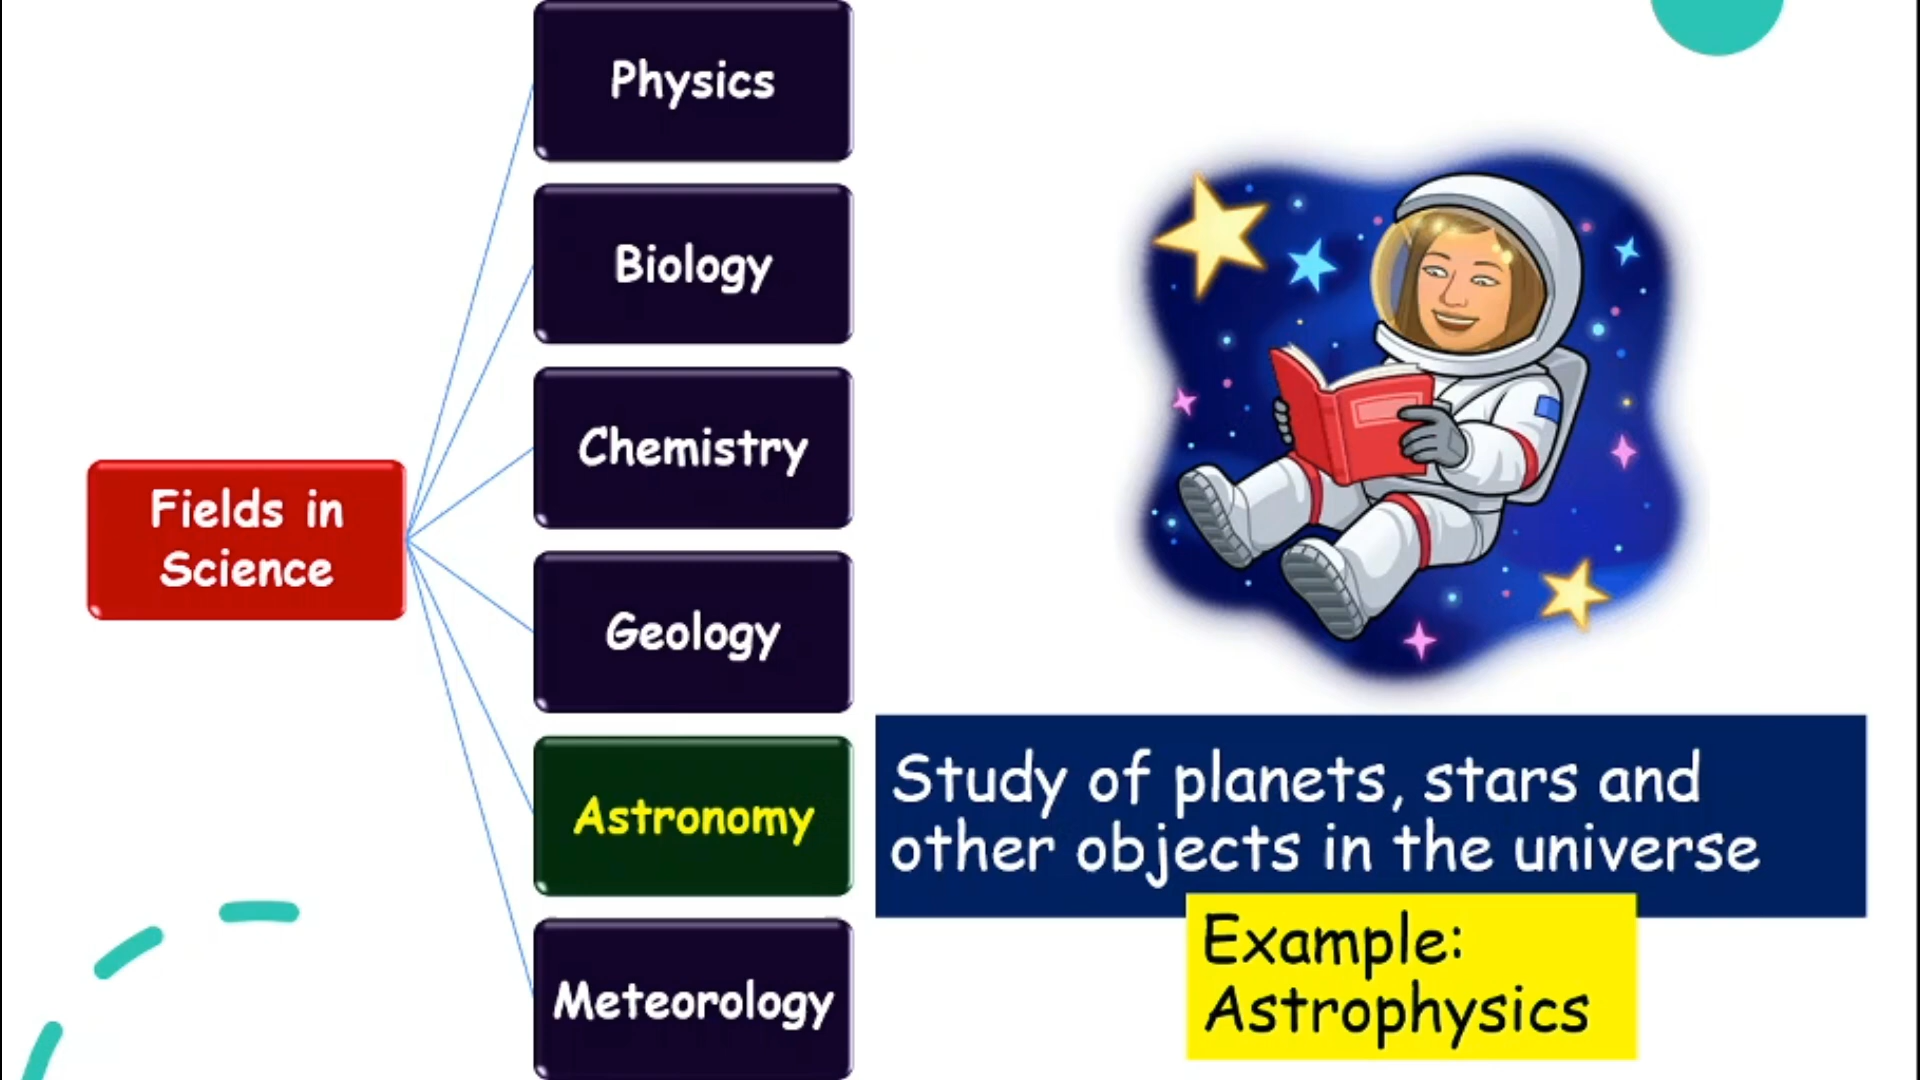 Fields in
Science
Physics
Biology
Chemistry
Geology
Astronomy
Meteorology
Study of planets, stars and
other objects in the universe
Example:
Astrophysics